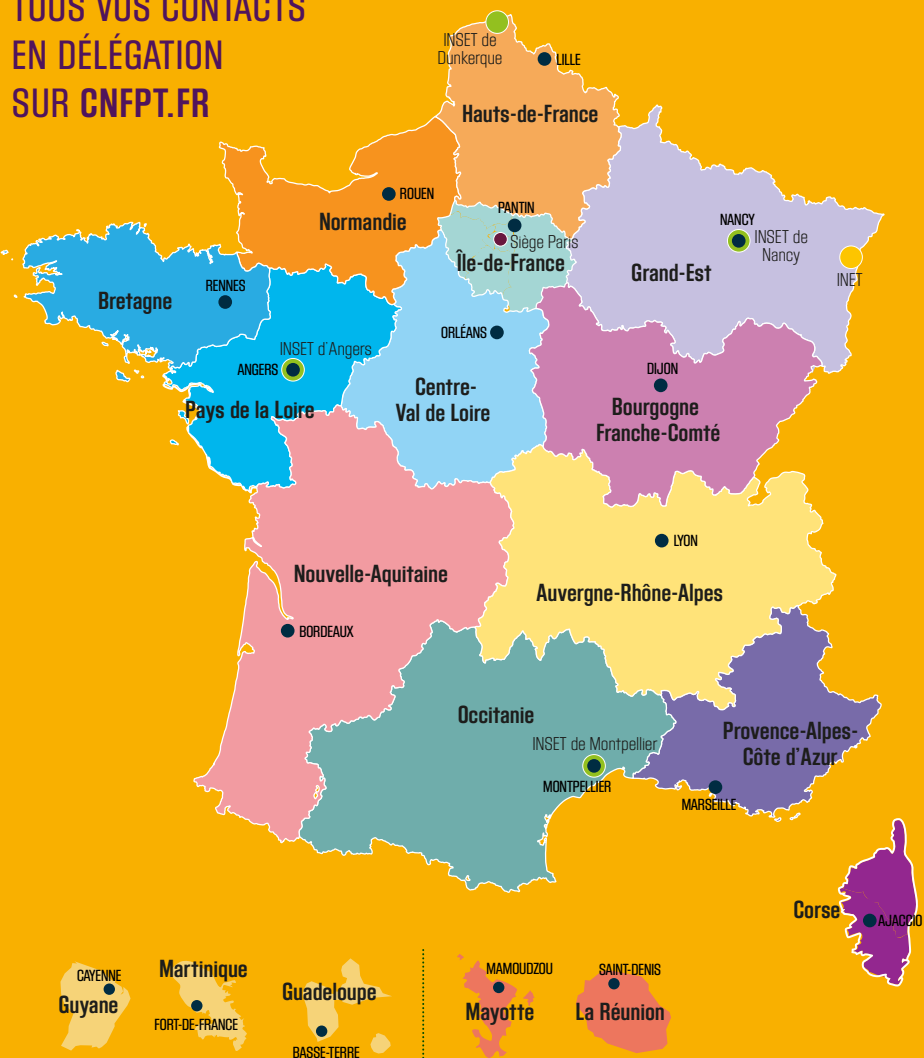 TOUS VOS CONTACTS
EN DÉLÉGATION
SUR CNFPT.FR
INSET de
Dunkerque
LILLE
Hauts-de-France
ROUEN
Normandie
PANTIN
Siège Paris
Île-de-France
NANCY
INSET de
Nancy
Grand-Est
INET
RENNES
Bretagne
ORLÉANS
INSET d'Angers
ANGERS
Pays de la Loire
Centre-
Val de Loire
DIJON
Bourgogne
Franche-Comté
LYON
Auvergne-Rhône-Alpes
Nouvelle-Aquitaine
BORDEAUX
Occitanie
INSET de Montpellier
MONTPELLIER
Provence-Alpes-
Côte d'Azur
MARSEILLE
Corse
AJACCIO
CAYENNE
Guyane
Martinique
FORT-DE-FRANCE
Guadeloupe
BASSE-TERRE
MAMOUDZOU
Mayotte
SAINT-DENIS
La Réunion